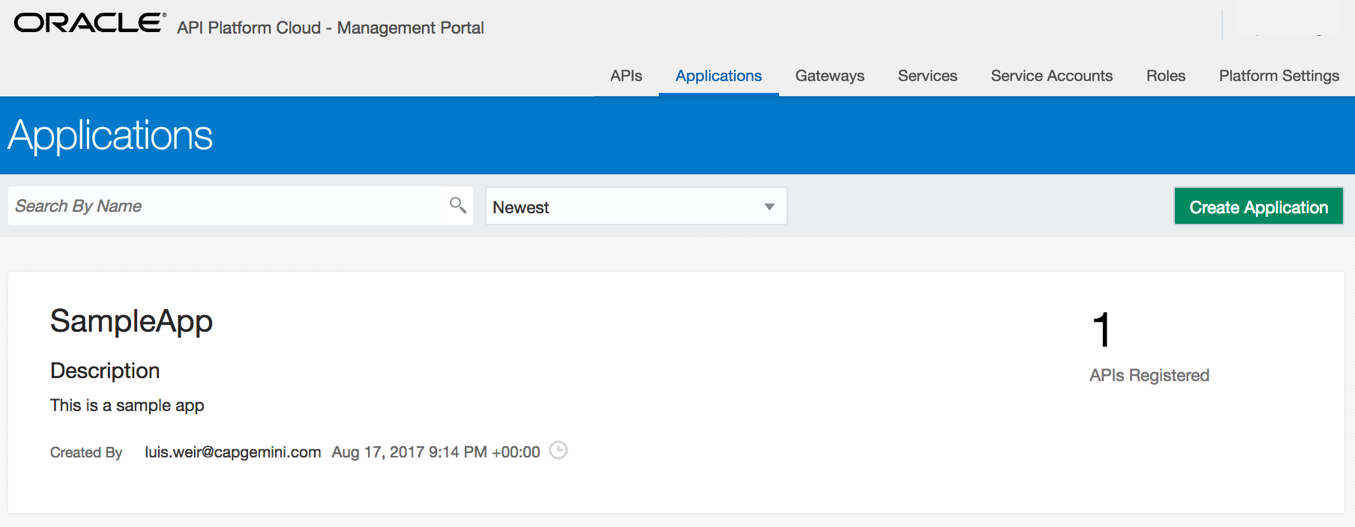 ORACLE® API Platform Cloud - Management Portal
APIs Applications Gateways Services Service Accounts Roles Platform Settings
Applications
Search By Name Newest Create Application
SampleApp
1
Description
APIs Registered
This is a sample app
Created By luis.weir@capgemini.com Aug 17, 2017 9:14 PM +00:00